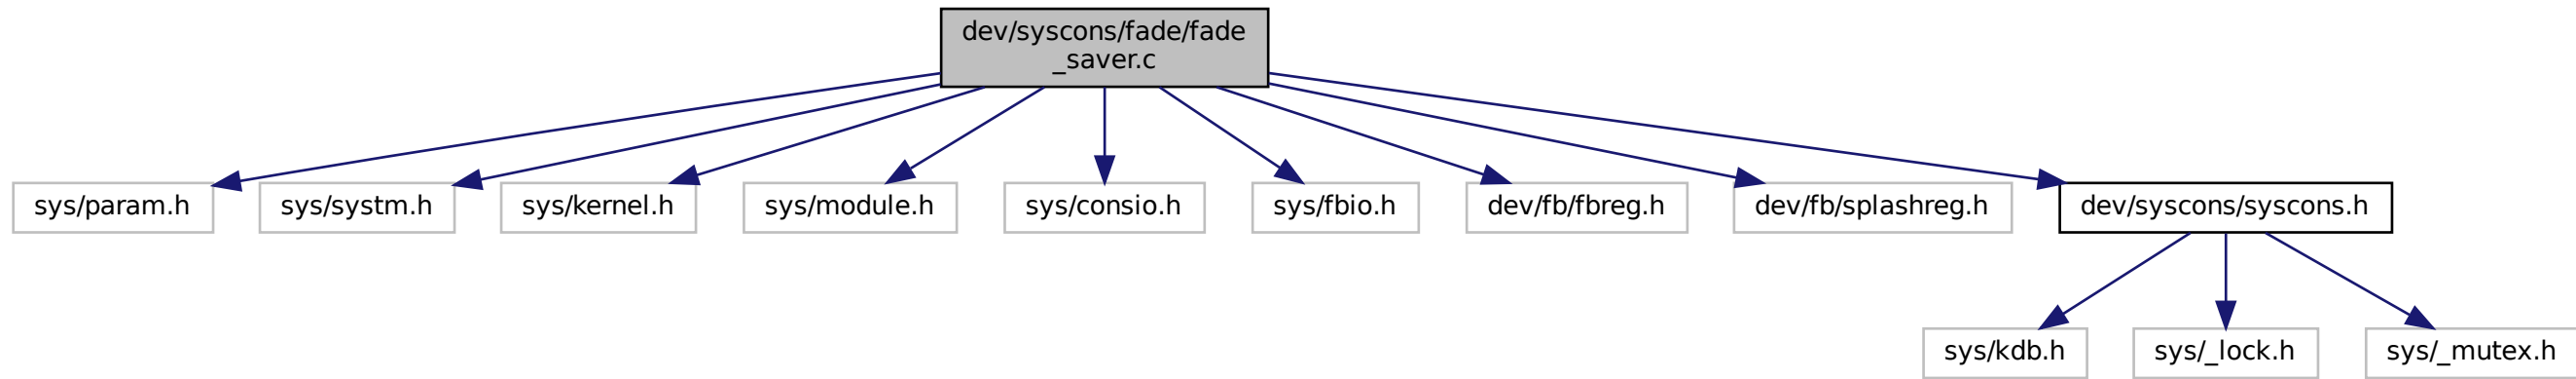 dev/syscons/fade/fade
_saver.c
sys/param.h
sys/systm.h
sys/kernel.h
sys/module.h
sys/consio.h
sys/fbio.h
dev/fb/fbreg.h
dev/fb/splashreg.h
dev/syscons/syscons.h
sys/kdb.h
sys/_lock.h
sys/_mutex.h